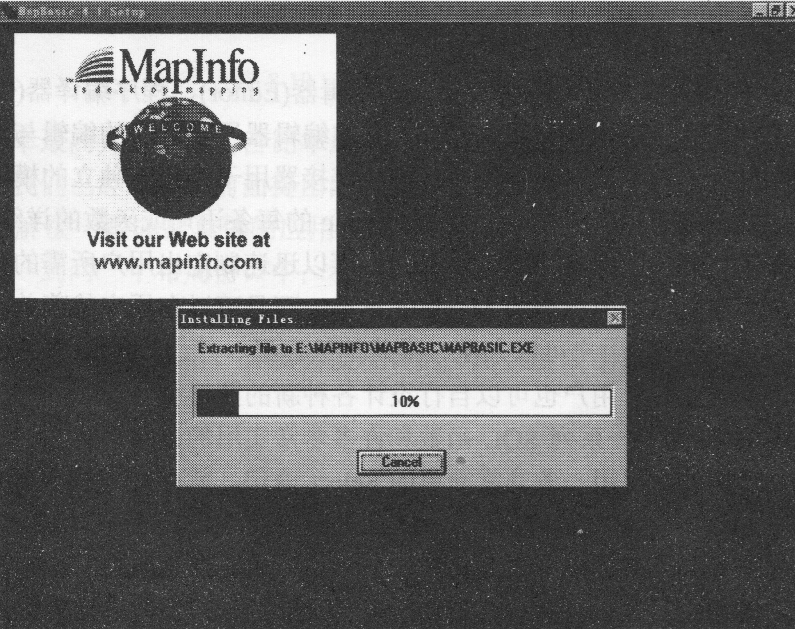 MapBasic 4.1 Setup
MapInfo
is desktop mapping
WELCOME
Visit our Web site at
www.mapinfo.com
Installing Files
Extracting file to E:\MAPINFO\MAPBASIC\MAPBASIC.EXE
10%
Cancel